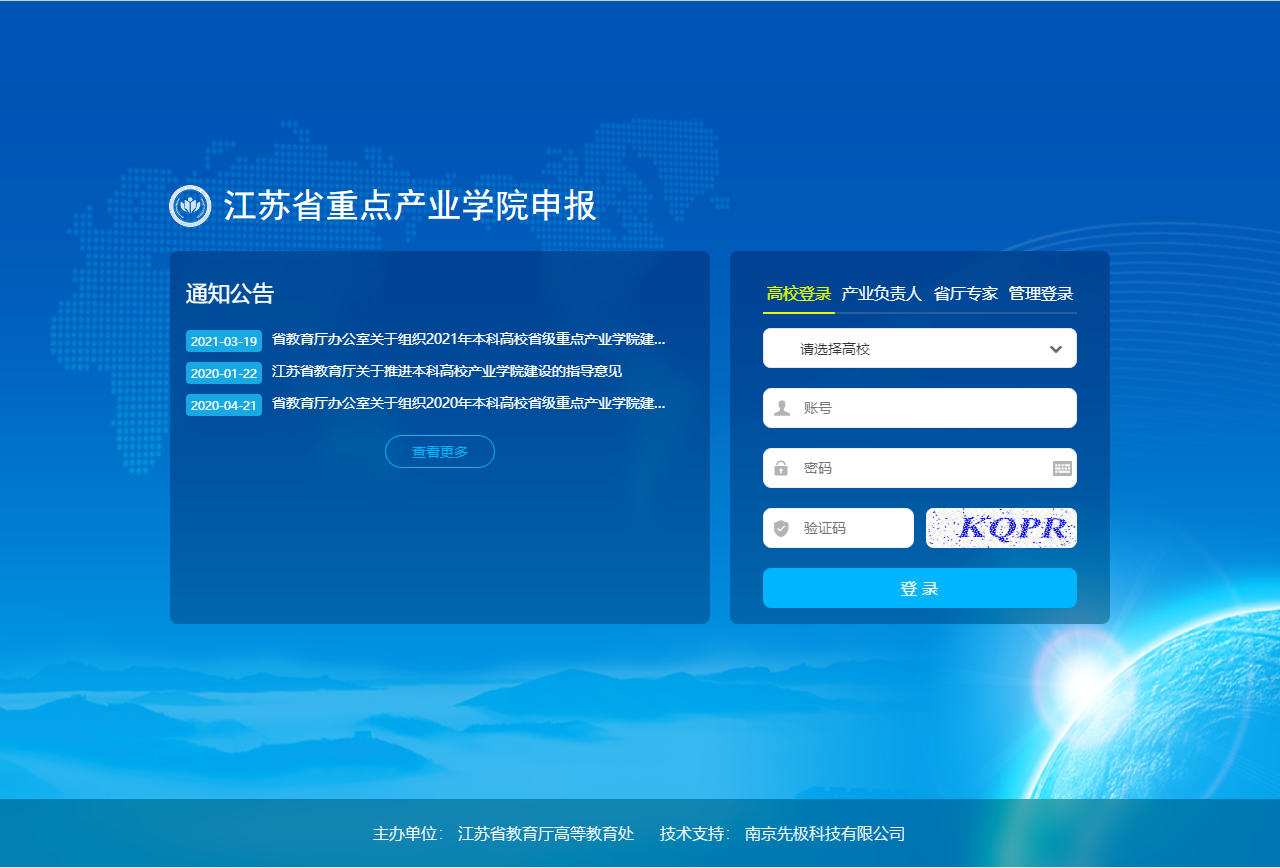 江苏省重点产业学院申报
通知公告
2021-03-19 省教育厅办公室关于组织2021年本科高校省级重点产业学院建...
2020-01-22 江苏省教育厅关于推进本科高校产业学院建设的指导意见
2020-04-21 省教育厅办公室关于组织2020年本科高校省级重点产业学院建...
查看更多
高校登录 产业负责人 省厅专家 管理登录
请选择高校
账号
密码
验证码 KQPR
登 录
主办单位： 江苏省教育厅高等教育处 技术支持： 南京先极科技有限公司